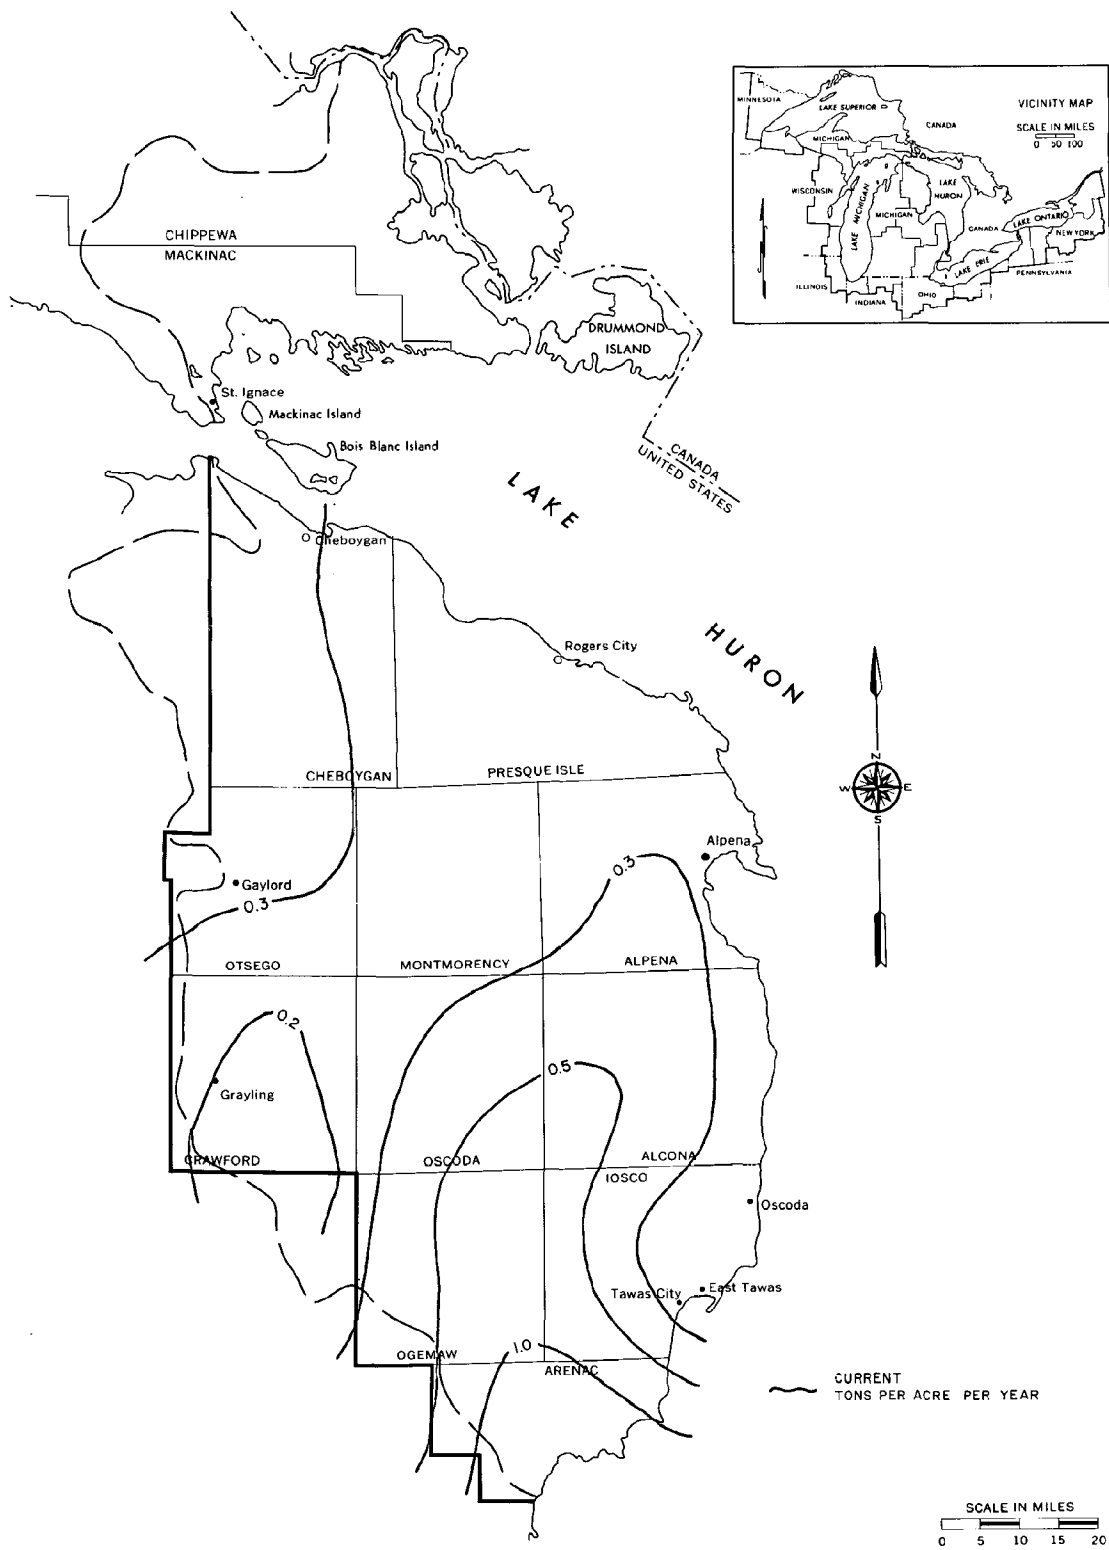 MINNESOTA
LAKE SUPERIOR
CANADA
VICINITY MAP
SCALE IN MILES
0 50 100
MICHIGAN
WISCONSIN
LAKE MICHIGAN
MICHIGAN
LAKE
HURON
CANADA
LAKE ONTARIO
NEW YORK
LAKE ERIE
PENNSYLVANIA
ILLINOIS
INDIANA
OHIO
CHIPPEWA
MACKINAC
DRUMMOND
ISLAND
St. Ignace
Mackinac Island
Bois Blanc Island
CANADA
UNITED STATES
LAKE
HURON
Cheboygan
Rogers City
CHEBOYGAN
PRESQUE ISLE
N
W
E
S
Alpena
0.3
Gaylord
0.3
OTSEGO
MONTMORENCY
ALPENA
0.2
0.5
Grayling
CRAWFORD
OSCODA
ALCONA
IOSCO
Oscoda
Tawas City
East Tawas
OGEMAW
1.0
ARENAC
CURRENT
TONS PER ACRE PER YEAR
SCALE IN MILES
0 5 10 15 20